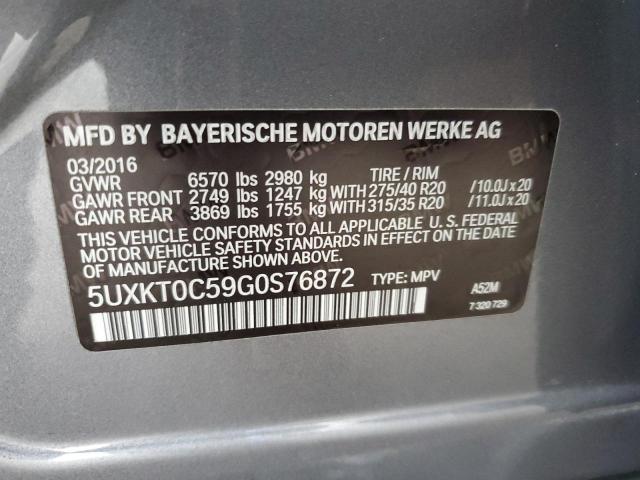 MFD BY BAYERISCHE MOTOREN WERKE AG
03/2016 TIRE / RIM
GVWR 6570 lbs 2980 kg
GAWR FRONT 2749 lbs 1247 kg WITH 275/40 R20 /10.0J x 20
GAWR REAR 3869 lbs 1755 kg WITH 315/35 R20 /11.0J x 20
THIS VEHICLE CONFORMS TO ALL APPLICABLE U. S. FEDERAL
MOTOR VEHICLE SAFETY STANDARDS IN EFFECT ON THE
DATE OF MANUFACTURE SHOWN ABOVE.
5UXKT0C59G0S76872 TYPE: MPV A52M
7 320 729